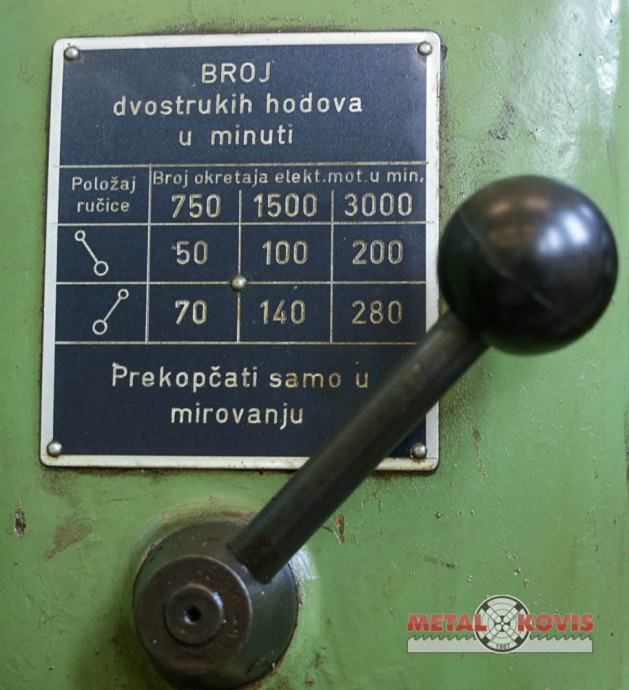 BROJ
dvostrukih hodova
u minuti
Položaj ručice
Broj okretaja elekt.mot.u min.
750 1500 3000
50 100 200
70 140 280
Prekopčati samo u
mirovanju
METAL KOVIS
1987